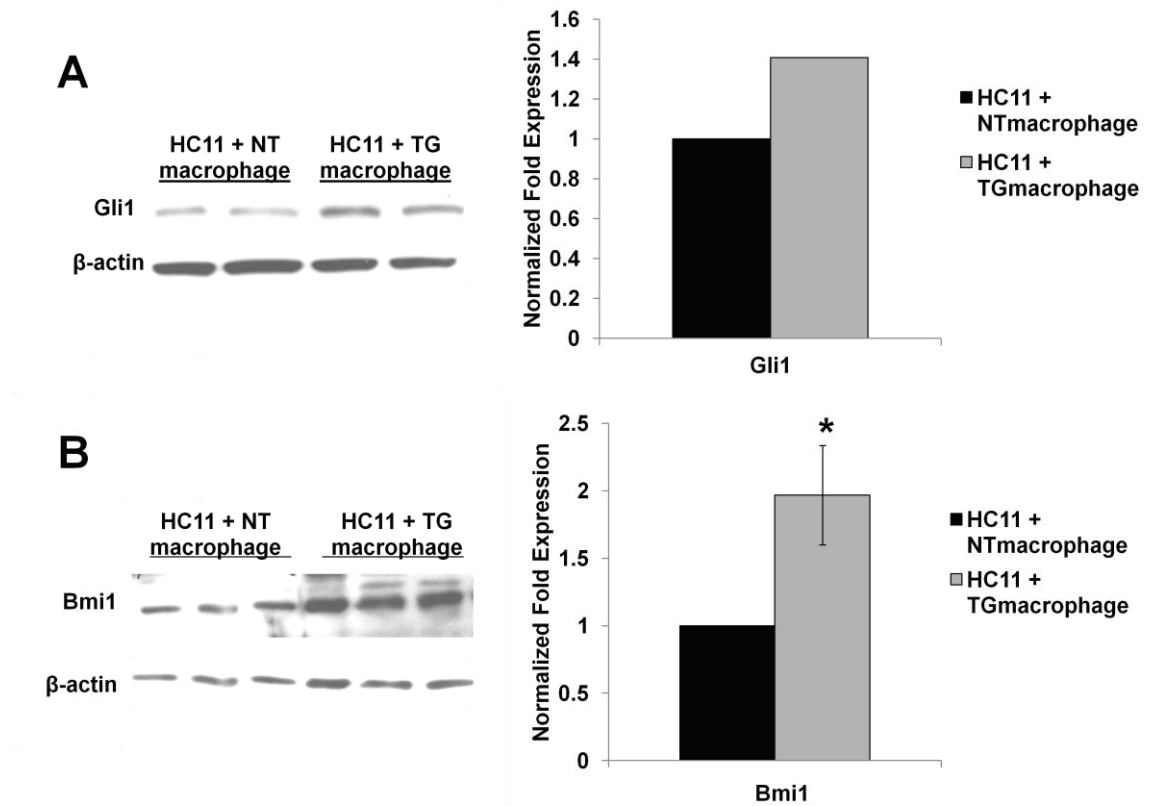 A
HC11 + NT
macrophage
HC11 + TG
macrophage
Gli1
β-actin
Normalized Fold Expression
1.6
1.4
1.2
1
0.8
0.6
0.4
0.2
0
Gli1
HC11 +
NTmacrophage
HC11 +
TGmacrophage
B
HC11 + NT
macrophage
HC11 + TG
macrophage
Bmi1
β-actin
Normalized Fold Expression
2.5
2
1.5
1
0.5
0
*
Bmi1
HC11 +
NTmacrophage
HC11 +
TGmacrophage